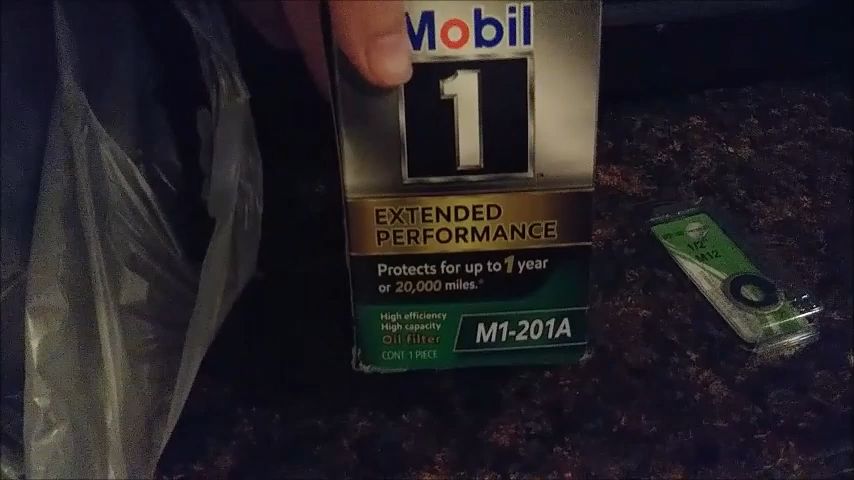 Mobil
1
EXTENDED
PERFORMANCE
Protects for up to 1 year
or 20,000 miles.*
High efficiency
High capacity
Oil filter
CONT. 1 PIECE
M1-201A
1/2"
M12